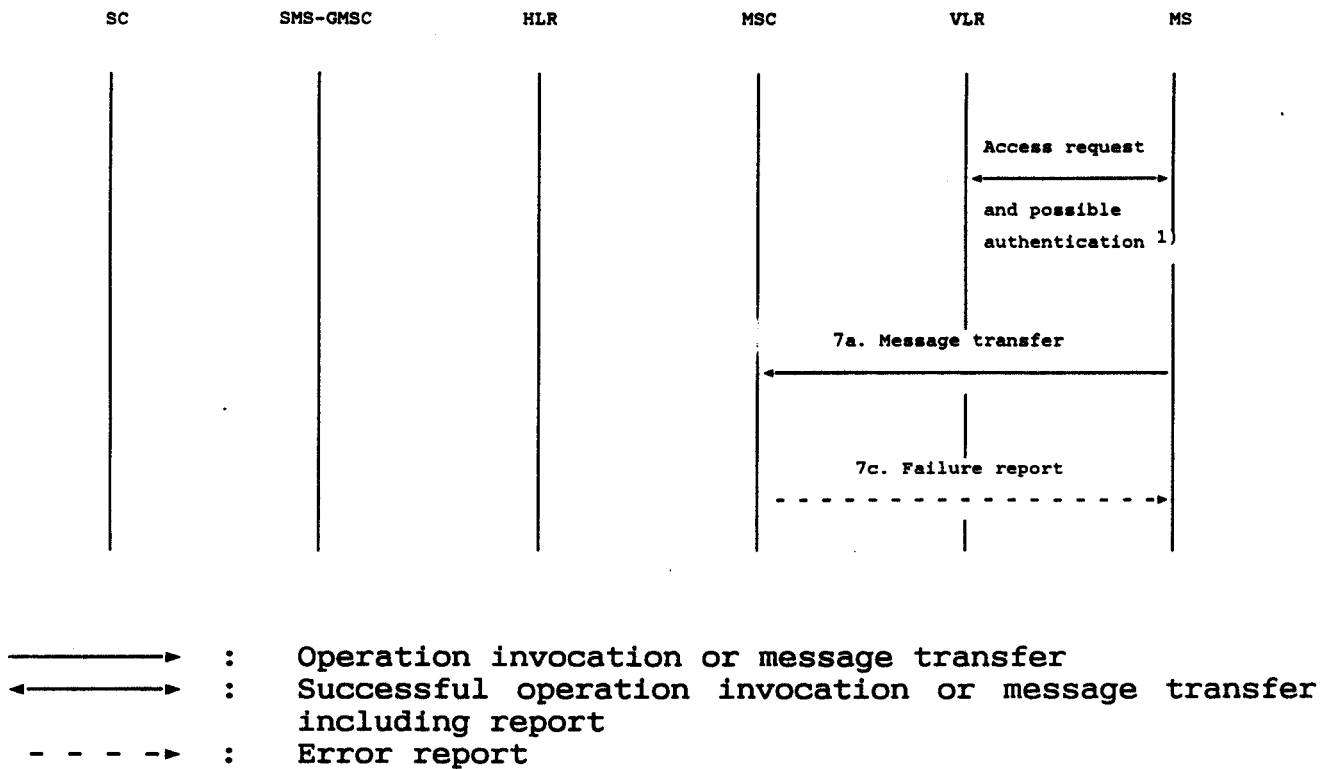 SC SMS-GMSC HLR MSC VLR MS
Access request
and possible
authentication 1)
7a. Message transfer
7c. Failure report
: Operation invocation or message transfer
: Successful operation invocation or message transfer
including report
: Error report